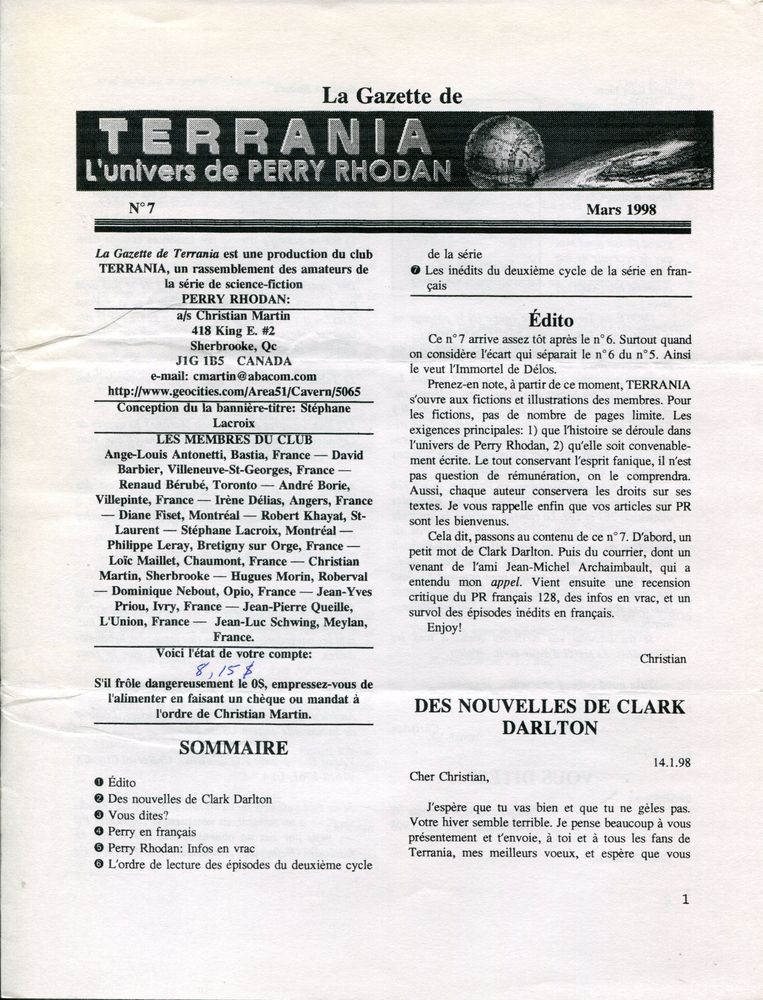 La Gazette de
TERRANIA
L'univers de PERRY RHODAN
N° 7
Mars 1998
La Gazette de Terrania est une production du club
TERRANIA, un rassemblement des amateurs de
la série de science-fiction
PERRY RHODAN:
a/s Christian Martin
418 King E. #2
Sherbrooke, Qc
J1G 1B5 CANADA
e-mail: cmartin@abacom.com
http://www.geocities.com/Area51/Cavern/5065
Conception du la bannière-titre: Stéphane
Lacroix
LES MEMBRES DU CLUB
Ange-Louis Antonetti, Bastia, France — David
Barbier, Villeneuve-St-Georges, France —
Renaud Bérubé, Toronto — André Borie,
Villepinte, France — Irène Délias, Angers, France
— Diane Fiset, Montréal — Robert Khayat, St-
Laurent — Stéphane Lacroix, Montréal —
Philippe Leray, Bretigny sur Orge, France —
Loïc Maillet, Chaumont, France — Christian
Martin, Sherbrooke — Hugues Morin, Roberval
— Dominique Nebout, Opio, France — Jean-Yves
Priou, Ivry, France — Jean-Pierre Queille,
L'Union, France — Jean-Luc Schwing, Meylan,
France.
Voici l'état de votre compte:
8,15 $
S'il frôle dangereusement le 0$, empressez-vous de
l'alimenter en faisant un chèque ou mandat à
l'ordre de Christian Martin.
SOMMAIRE
❶ Édito
❷ Des nouvelles de Clark Darlton
❸ Vous dites?
❹ Perry en français
❺ Perry Rhodan: Infos en vrac
❻ L'ordre de lecture des épisodes du deuxième cycle
de la série
❼ Les inédits du deuxième cycle de la série en fran-
çais
Édito
Ce n° 7 arrive assez tôt après le n° 6. Surtout quand
on considère l'écart qui séparait le n° 6 du n° 5. Ainsi
le veut l'Immortel de Délos.
Prenez-en note, à partir de ce moment, TERRANIA
s'ouvre aux fictions et illustrations des membres. Pour
les fictions, pas de nombre de pages limite. Les
exigences principales: 1) que l'histoire se déroule dans
l'univers de Perry Rhodan, 2) qu'elle soit convenable-
ment écrite. Le tout conservant l'esprit fanique, il n'est
pas question de rémunération, on le comprendra.
Aussi, chaque auteur conservera les droits sur ses
textes. Je vous rappelle enfin que vos articles sur PR
sont les bienvenus.
Cela dit, passons au contenu de ce n° 7. D'abord, un
petit mot de Clark Darlton. Puis du courrier, dont un
venant de l'ami Jean-Michel Archaimbault, qui a
entendu mon appel. Vient ensuite une recension
critique du PR français 128, des infos en vrac, et un
survol des épisodes inédits en français.
Enjoy!
Christian
DES NOUVELLES DE CLARK
DARLTON
14.1.98
Cher Christian,
J'espère que tu vas bien et que tu ne gèles pas.
Votre hiver semble terrible. Je pense beaucoup à vous
présentement et t'envoie, à toi et à tous les fans de
Terrania, mes meilleurs voeux, et espère que vous
1